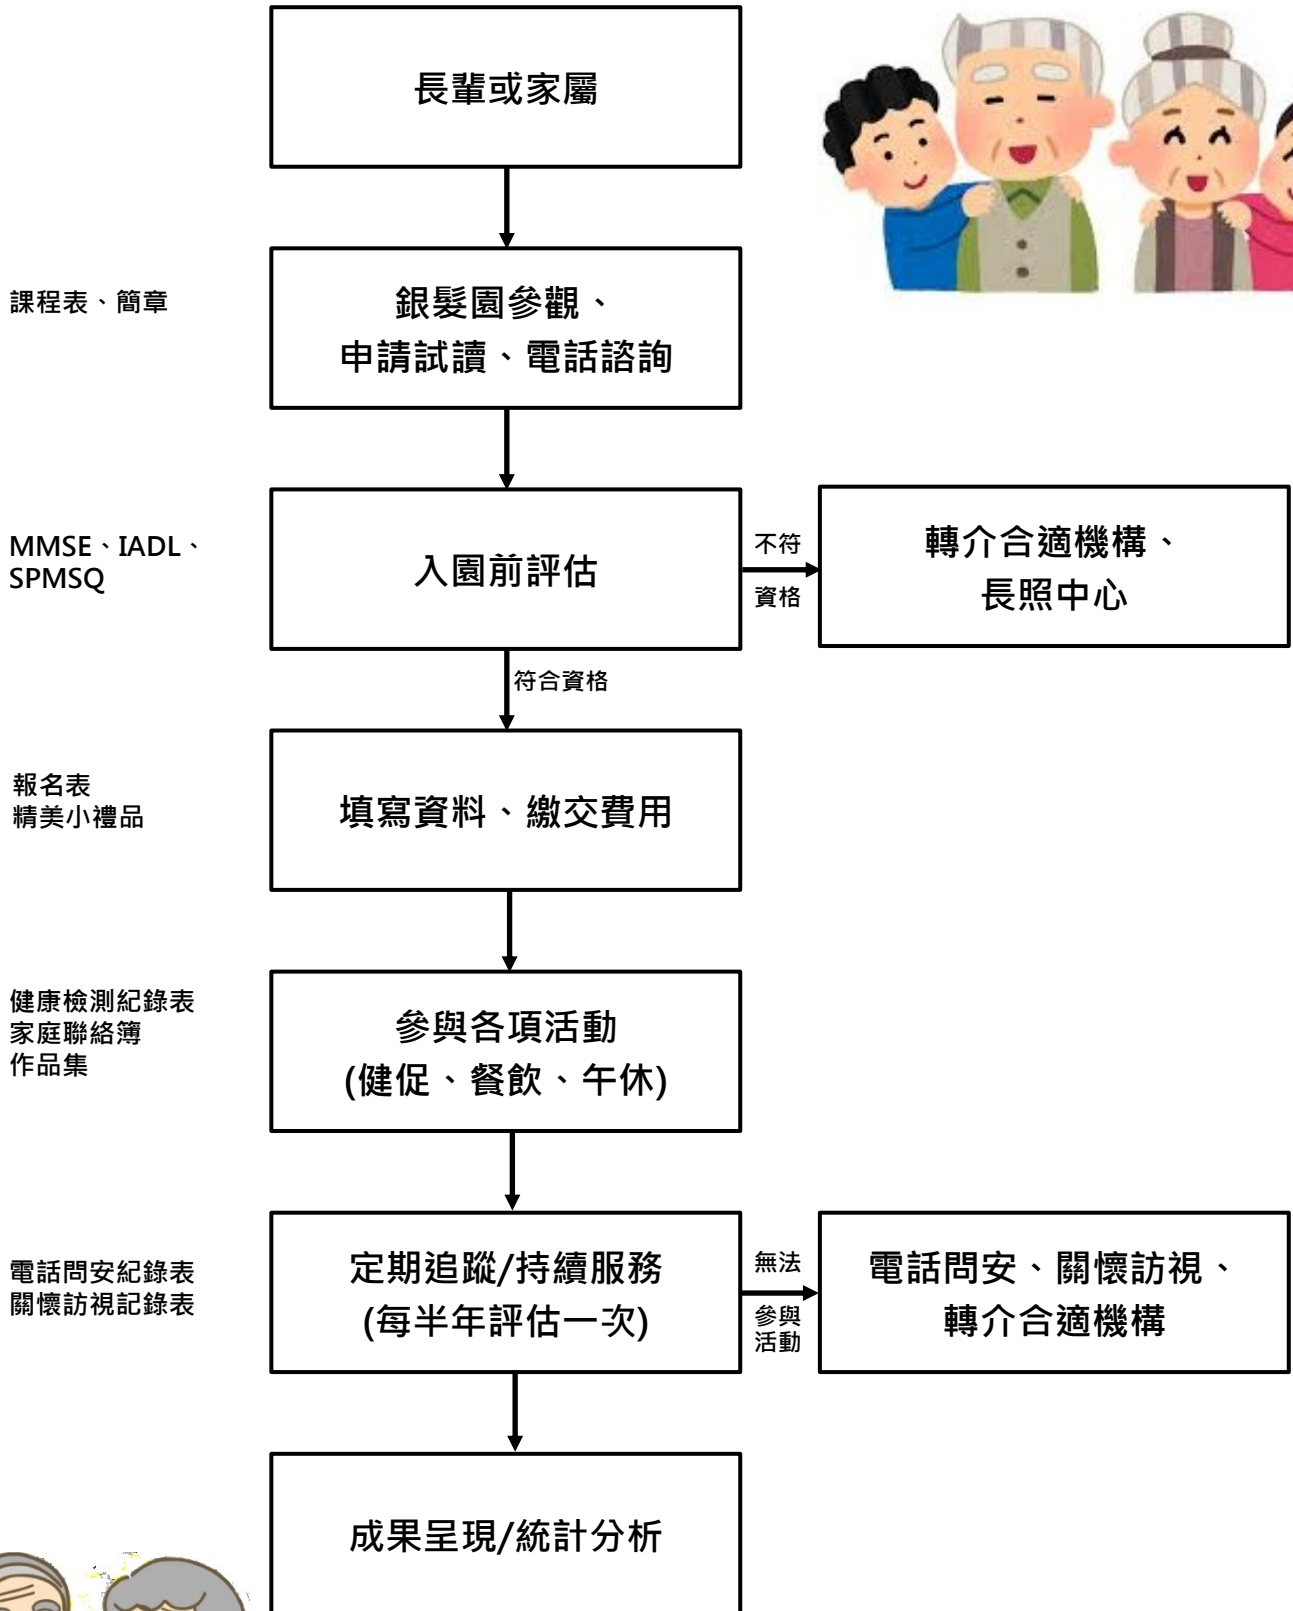 長輩或家屬
課程表、簡章
銀髮園參觀、
申請試讀、電話諮詢
MMSE、IADL、
SPMSQ
入園前評估
不符
資格
轉介合適機構、
長照中心
符合資格
報名表
精美小禮品
填寫資料、繳交費用
健康檢測紀錄表
家庭聯絡簿
作品集
參與各項活動
(健促、餐飲、午休)
電話問安紀錄表
關懷訪視記錄表
定期追蹤/持續服務
(每半年評估一次)
無法
參與
活動
電話問安、關懷訪視、
轉介合適機構
成果呈現/統計分析